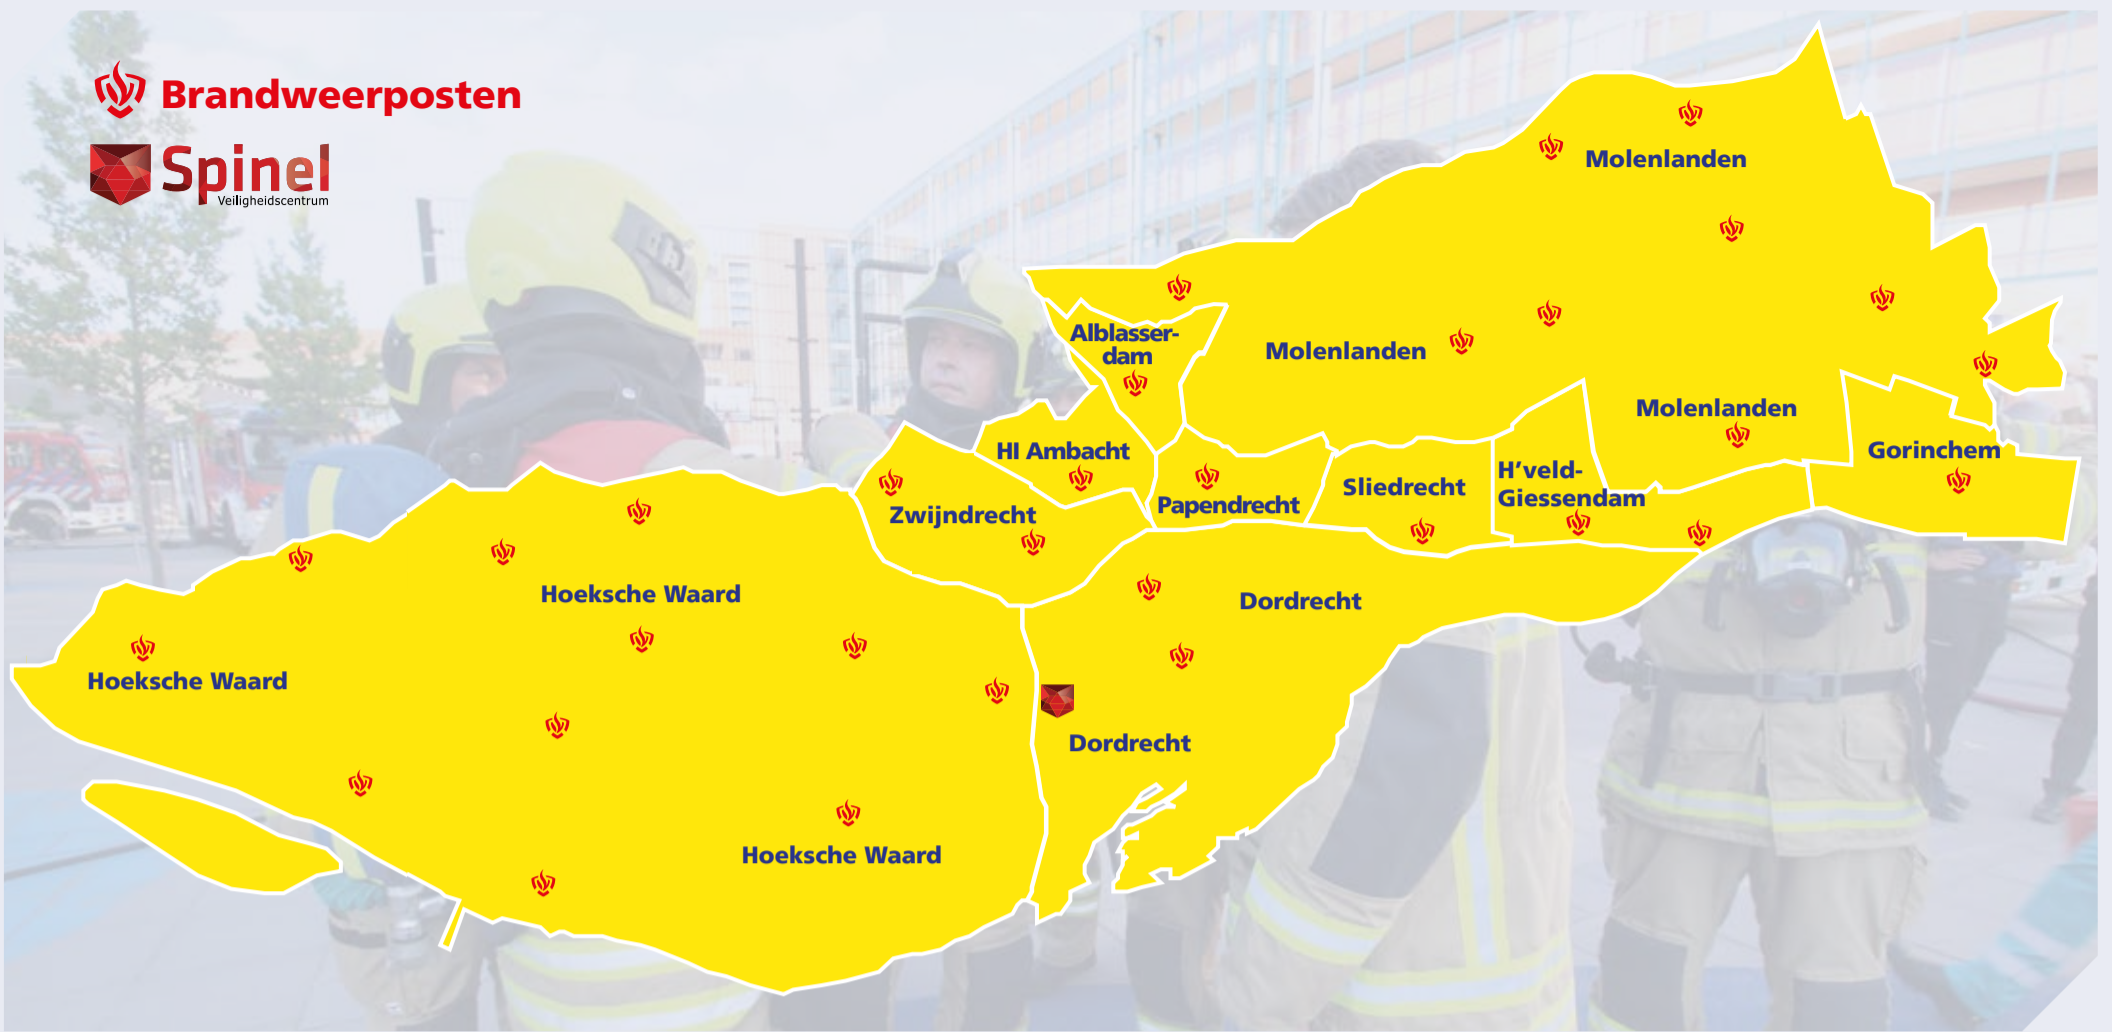 Brandweerposten
Spinel
Veiligheidscentrum
Molenlanden
Alblasser-
dam
Molenlanden
Molenlanden
HI Ambacht
Gorinchem
H'veld-
Giessendam
Sliedrecht
Papendrecht
Zwijndrecht
Hoeksche Waard
Dordrecht
Hoeksche Waard
Dordrecht
Hoeksche Waard